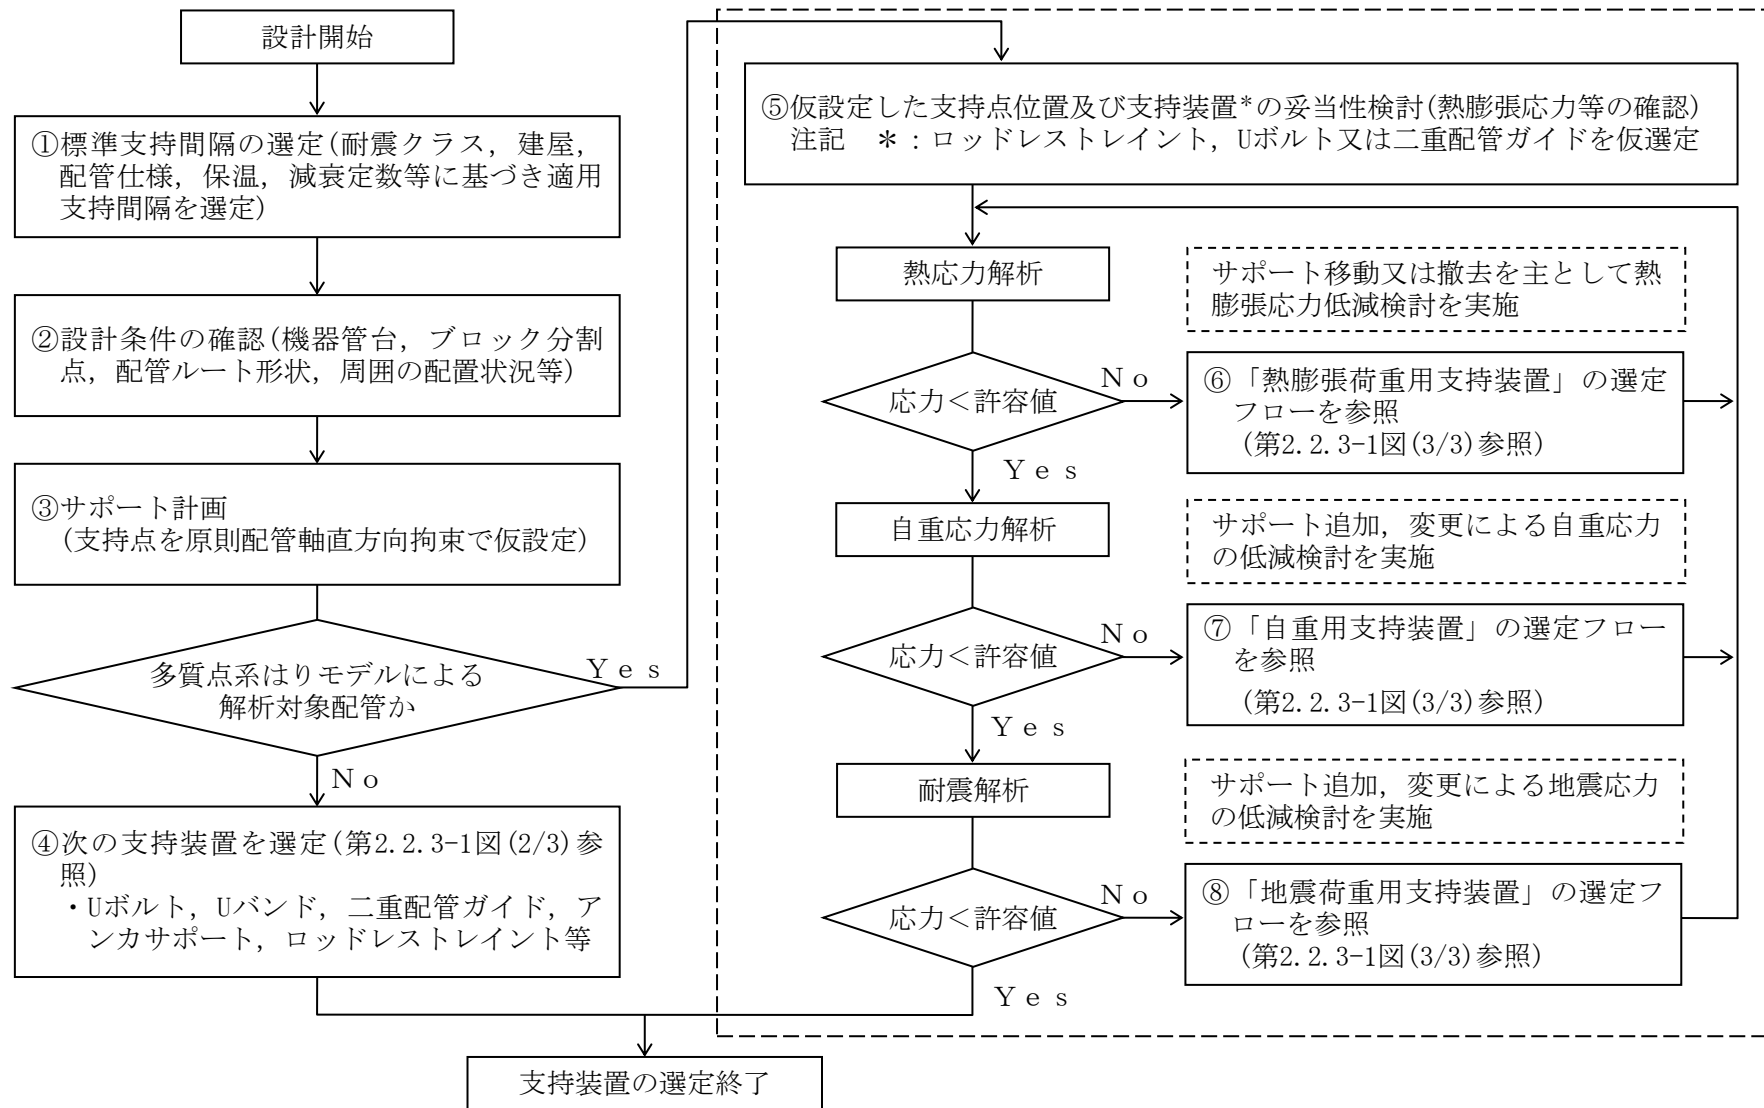 設計開始
①標準支持間隔の選定(耐震クラス，建屋，
配管仕様，保温，減衰定数等に基づき適用
支持間隔を選定)
②設計条件の確認(機器管台，ブロック分割
点，配管ルート形状，周囲の配置状況等)
③サポート計画
(支持点を原則配管軸直方向拘束で仮設定)
多質点系はりモデルによる
解析対象配管か
Ｙｅｓ
Ｎｏ
④次の支持装置を選定(第2.2.3-1図(2/3)参
照)
・Uボルト，Uバンド，二重配管ガイド，ア
ンカサポート，ロッドレストレイント等
⑤仮設定した支持点位置及び支持装置*の妥当性検討(熱膨張応力等の確認)
注記　＊：ロッドレストレイント，Uボルト又は二重配管ガイドを仮選定
熱応力解析
サポート移動又は撤去を主として熱
膨張応力低減検討を実施
応力＜許容値
Ｎｏ
⑥「熱膨張荷重用支持装置」の選定
フローを参照
(第2.2.3-1図(3/3)参照)
Ｙｅｓ
自重応力解析
サポート追加，変更による自重応力
の低減検討を実施
応力＜許容値
Ｎｏ
⑦「自重用支持装置」の選定フロー
を参照
(第2.2.3-1図(3/3)参照)
Ｙｅｓ
耐震解析
サポート追加，変更による地震応力
の低減検討を実施
応力＜許容値
Ｎｏ
⑧「地震荷重用支持装置」の選定フ
ローを参照
(第2.2.3-1図(3/3)参照)
Ｙｅｓ
支持装置の選定終了